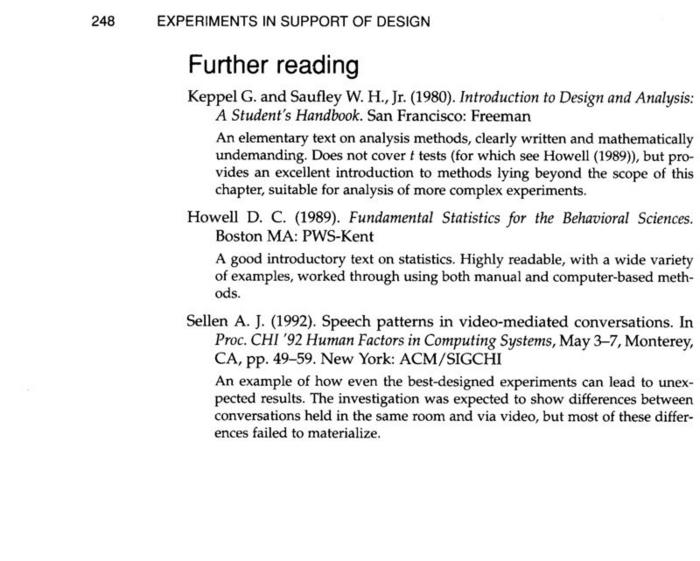 248 EXPERIMENTS IN SUPPORT OF DESIGN
Further reading
Keppel G. and Saufley W. H., Jr. (1980). Introduction to Design and Analysis:
A Student's Handbook. San Francisco: Freeman
An elementary text on analysis methods, clearly written and mathematically
undemanding. Does not cover t tests (for which see Howell (1989)), but pro-
vides an excellent introduction to methods lying beyond the scope of this
chapter, suitable for analysis of more complex experiments.
Howell D. C. (1989). Fundamental Statistics for the Behavioral Sciences.
Boston MA: PWS-Kent
A good introductory text on statistics. Highly readable, with a wide variety
of examples, worked through using both manual and computer-based meth-
ods.
Sellen A. J. (1992). Speech patterns in video-mediated conversations. In
Proc. CHI '92 Human Factors in Computing Systems, May 3–7, Monterey,
CA, pp. 49–59. New York: ACM/SIGCHI
An example of how even the best-designed experiments can lead to unex-
pected results. The investigation was expected to show differences between
conversations held in the same room and via video, but most of these differ-
ences failed to materialize.